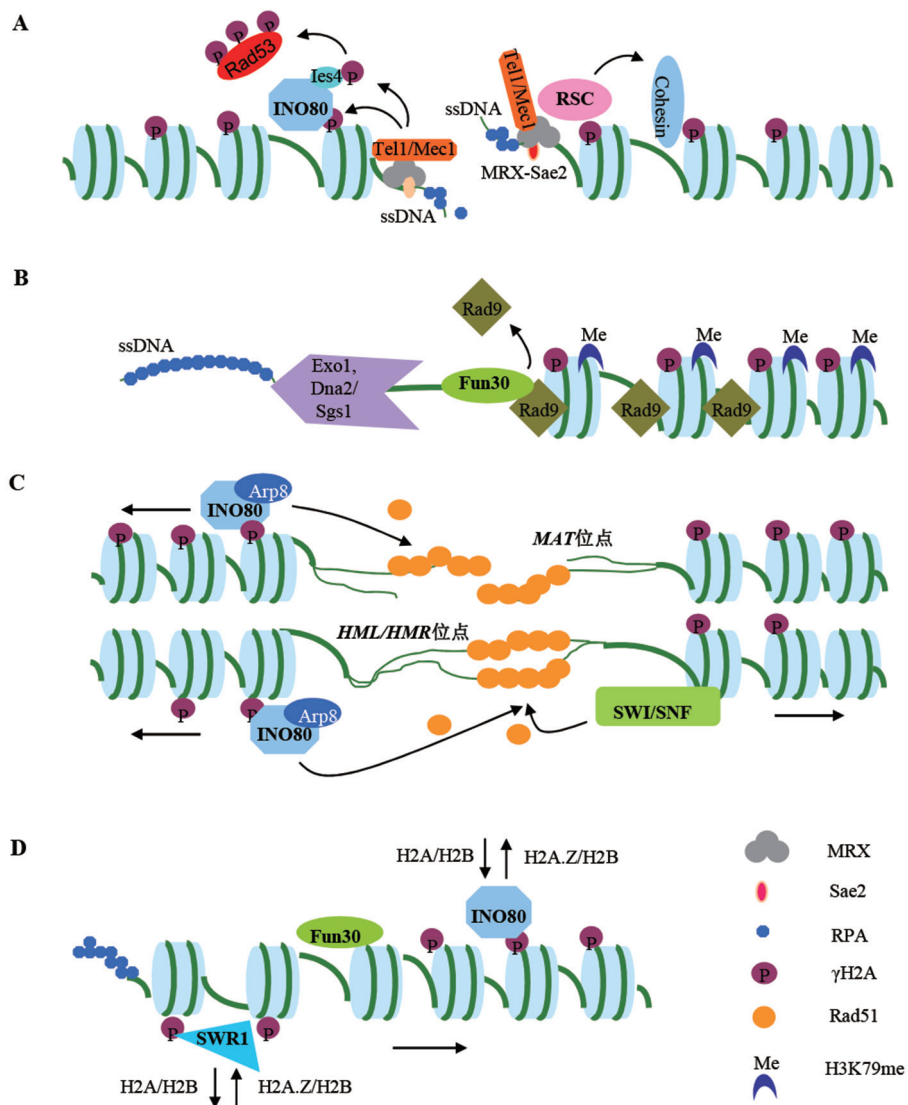 A
P
P
P
Rad53
Ies4
P
INO80
P
P
P
Tel1/Mec1
ssDNA
Tel1/Mec1
ssDNA
RSC
MRX-Sae2
Cohesin
P
P
P
B
ssDNA
Exo1,
Dna2/
Sgs1
Fun30
Rad9
Rad9
Rad9
Rad9
P
Me
P
Me
P
Me
P
Me
C
INO80
Arp8
P
P
P
MAT位点
P
P
P
HML/HMR位点
P
P
INO80
Arp8
P
P
SWI/SNF
D
H2A/H2B
H2A.Z/H2B
INO80
Fun30
P
P
P
P
SWR1
P
H2A/H2B
H2A.Z/H2B
MRX
Sae2
RPA
P
γH2A
Rad51
Me
H3K79me